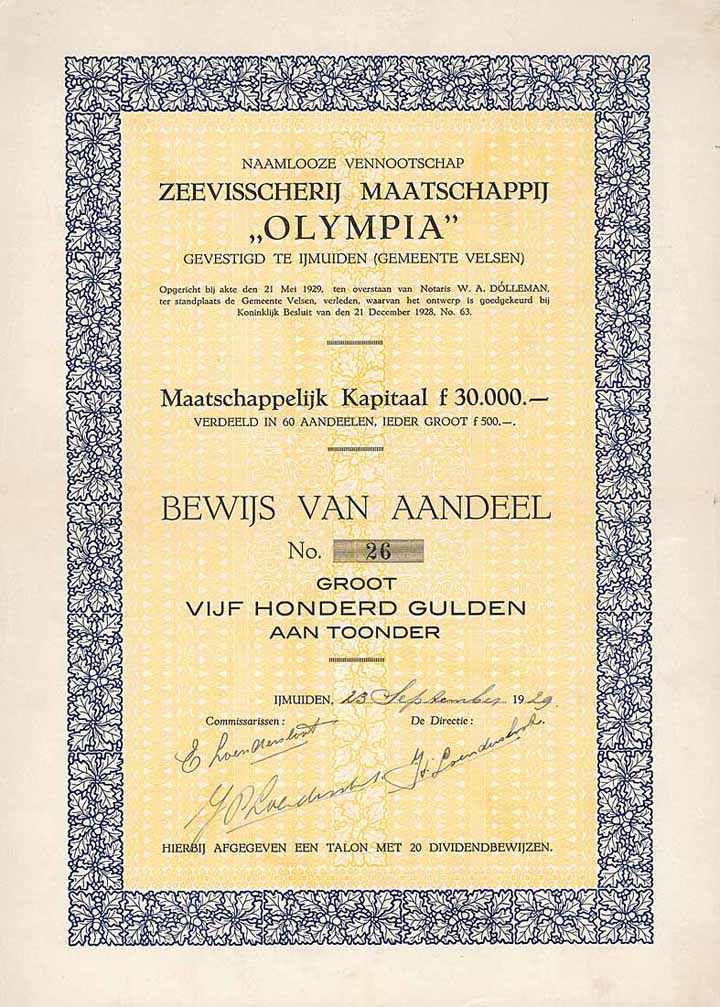 NAAMLOOZE VENNOOTSCHAP
ZEEVISSCHERIJ MAATSCHAPPIJ
„OLYMPIA”
GEVESTIGD TE IJMUIDEN (GEMEENTE VELSEN)
Opgericht bij akte den 21 Mei 1929, ten overstaan van Notaris W. A. DÓLLEMAN,
ter standplaats de Gemeente Velsen, verleden, waarvan het ontwerp is goedgekeurd bij
Koninklijk Besluit van den 21 December 1928, No. 63.
Maatschappelijk Kapitaal f 30.000.—
VERDEELD IN 60 AANDEELEN, IEDER GROOT f 500.—.
BEWIJS VAN AANDEEL
No. 26
GROOT
VIJF HONDERD GULDEN
AAN TOONDER
IJMUIDEN, 23 September 1929.
Commissarissen: De Directie:
E Loendersloot
HIERBIJ AFGEGEVEN EEN TALON MET 20 DIVIDENDBEWIJZEN.